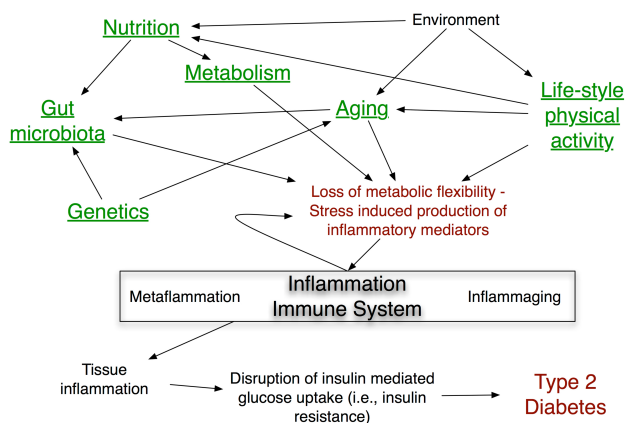 Environment
Nutrition
Metabolism
Life-style
physical
activity
Gut
microbiota
Aging
Genetics
Loss of metabolic flexibility -
Stress induced production of
inflammatory mediators
Metaflammation
Inflammation
Immune System
Inflammaging
Tissue
inflammation
Disruption of insulin mediated
glucose uptake (i.e., insulin
resistance)
Type 2
Diabetes